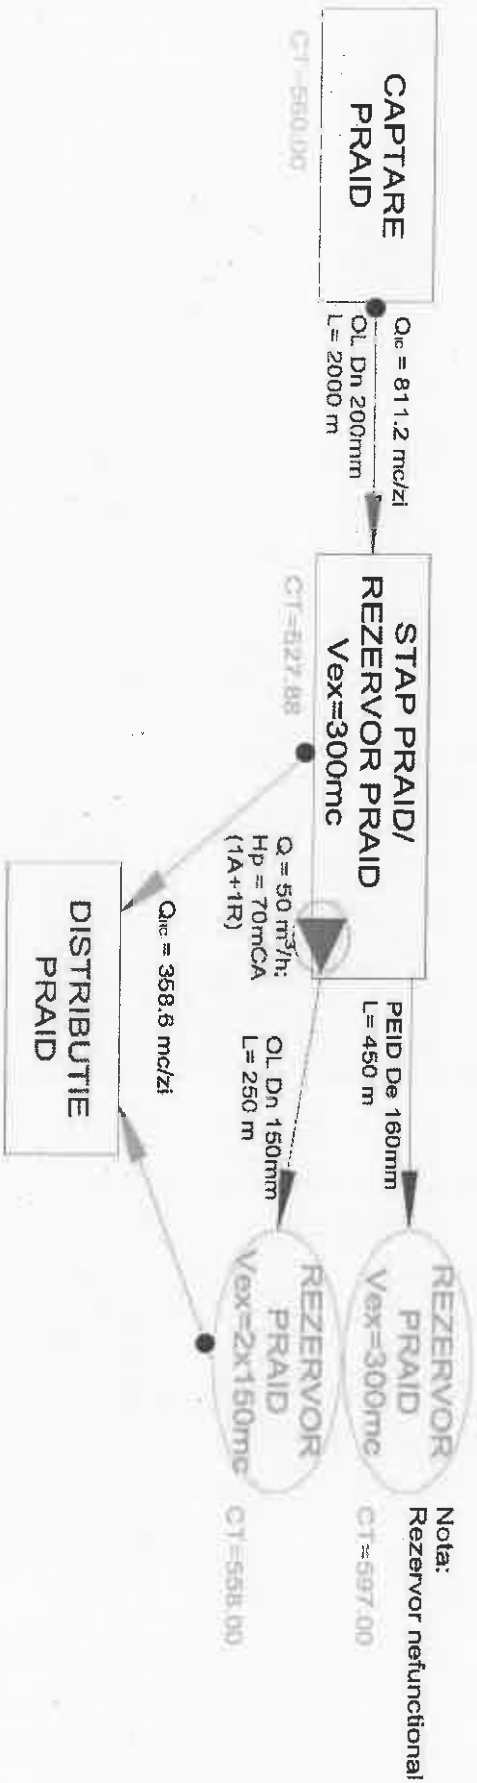 CAPTARE
PRAID
CT=560.00
QIC = 811.2 mc/zi
OL Dn 200mm
L= 2000 m
STAP PRAID/
REZERVOR PRAID
Vex=300mc
CT=527.88
Q = 50 m³/h;
Hp = 70mCA
(1A+1R)
PEID De 160mm
L= 450 m
OL Dn 150mm
L= 250 m
REZERVOR
PRAID
Vex=300mc
Nota:
Rezervor nefunctional
CT=597.00
REZERVOR
PRAID
Vex=2x150mc
CT=558.00
QIIC = 358.6 mc/zi
DISTRIBUTIE
PRAID